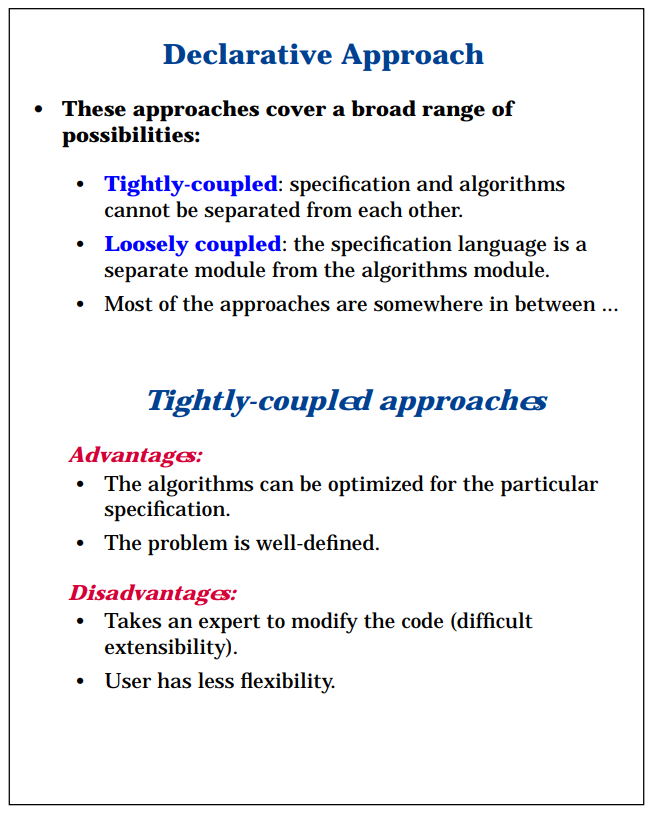 Declarative Approach
• These approaches cover a broad range of
possibilities:
• Tightly-coupled: specification and algorithms
cannot be separated from each other.
• Loosely coupled: the specification language is a
separate module from the algorithms module.
• Most of the approaches are somewhere in between ...
Tightly-coupled approaches
Advantages:
• The algorithms can be optimized for the particular
specification.
• The problem is well-defined.
Disadvantages:
• Takes an expert to modify the code (difficult
extensibility).
• User has less flexibility.